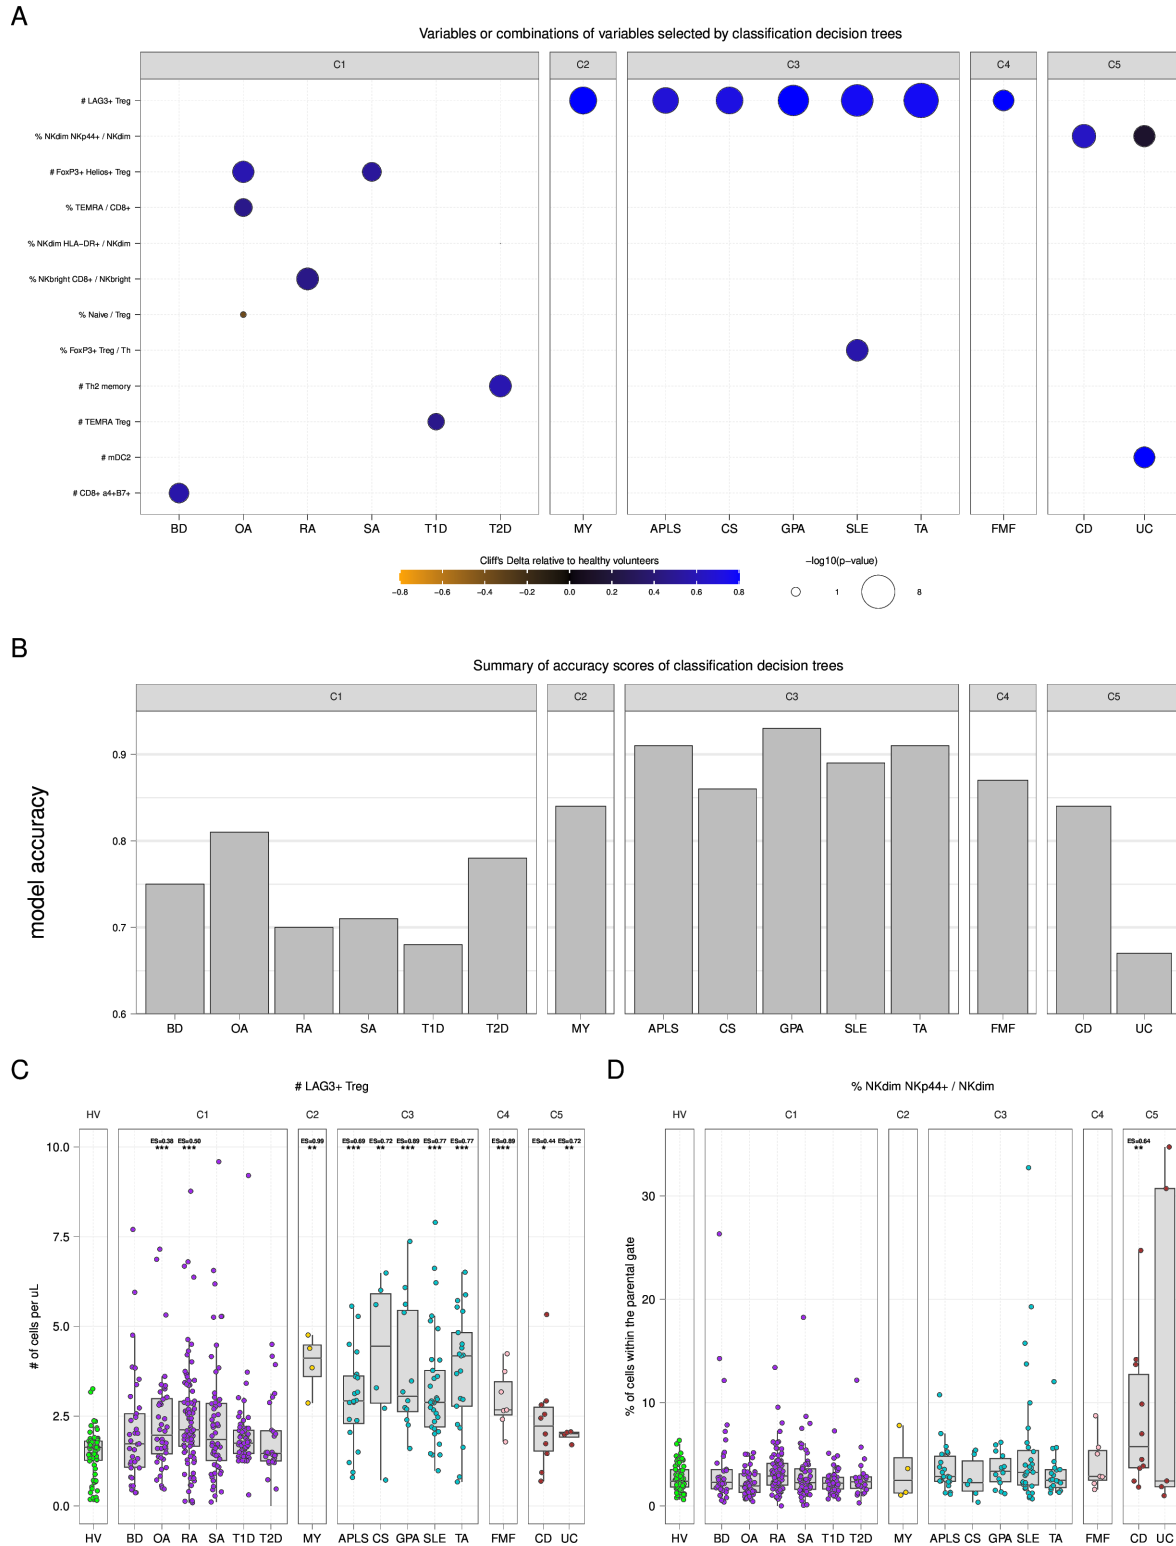 A
Variables or combinations of variables selected by classification decision trees
C1 C2 C3 C4 C5
# LAG3+ Treg
% NKdim NKp44+ / NKdim
# FoxP3+ Helios+ Treg
% TEMRA / CD8+
% NKdim HLA−DR+ / NKdim
% NKbright CD8+ / NKbright
% Naive / Treg
% FoxP3+ Treg / Th
# Th2 memory
# TEMRA Treg
# mDC2
# CD8+ a4+B7+
BD OA RA SA T1D T2D MY APLS CS GPA SLE TA FMF CD UC
Cliff's Delta relative to healthy volunteers
−0.8 −0.6 −0.4 −0.2 0.0 0.2 0.4 0.6 0.8
−log10(p−value)
1 8
B
Summary of accuracy scores of classification decision trees
C1 C2 C3 C4 C5
model accuracy
0.9
0.8
0.7
0.6
BD OA RA SA T1D T2D MY APLS CS GPA SLE TA FMF CD UC
C
# LAG3+ Treg
HV C1 C2 C3 C4 C5
ES=0.38 ES=0.50 ES=0.99 ES=0.69 ES=0.72 ES=0.89 ES=0.77 ES=0.77 ES=0.89 ES=0.44 ES=0.72
*** *** ** *** ** *** *** *** *** * **
# of cells per uL
10.0
7.5
5.0
2.5
0.0
HV BD OA RA SA T1D T2D MY APLS CS GPA SLE TA FMF CD UC
D
% NKdim NKp44+ / NKdim
HV C1 C2 C3 C4 C5
ES=0.64
**
% of cells within the parental gate
30
20
10
0
HV BD OA RA SA T1D T2D MY APLS CS GPA SLE TA FMF CD UC